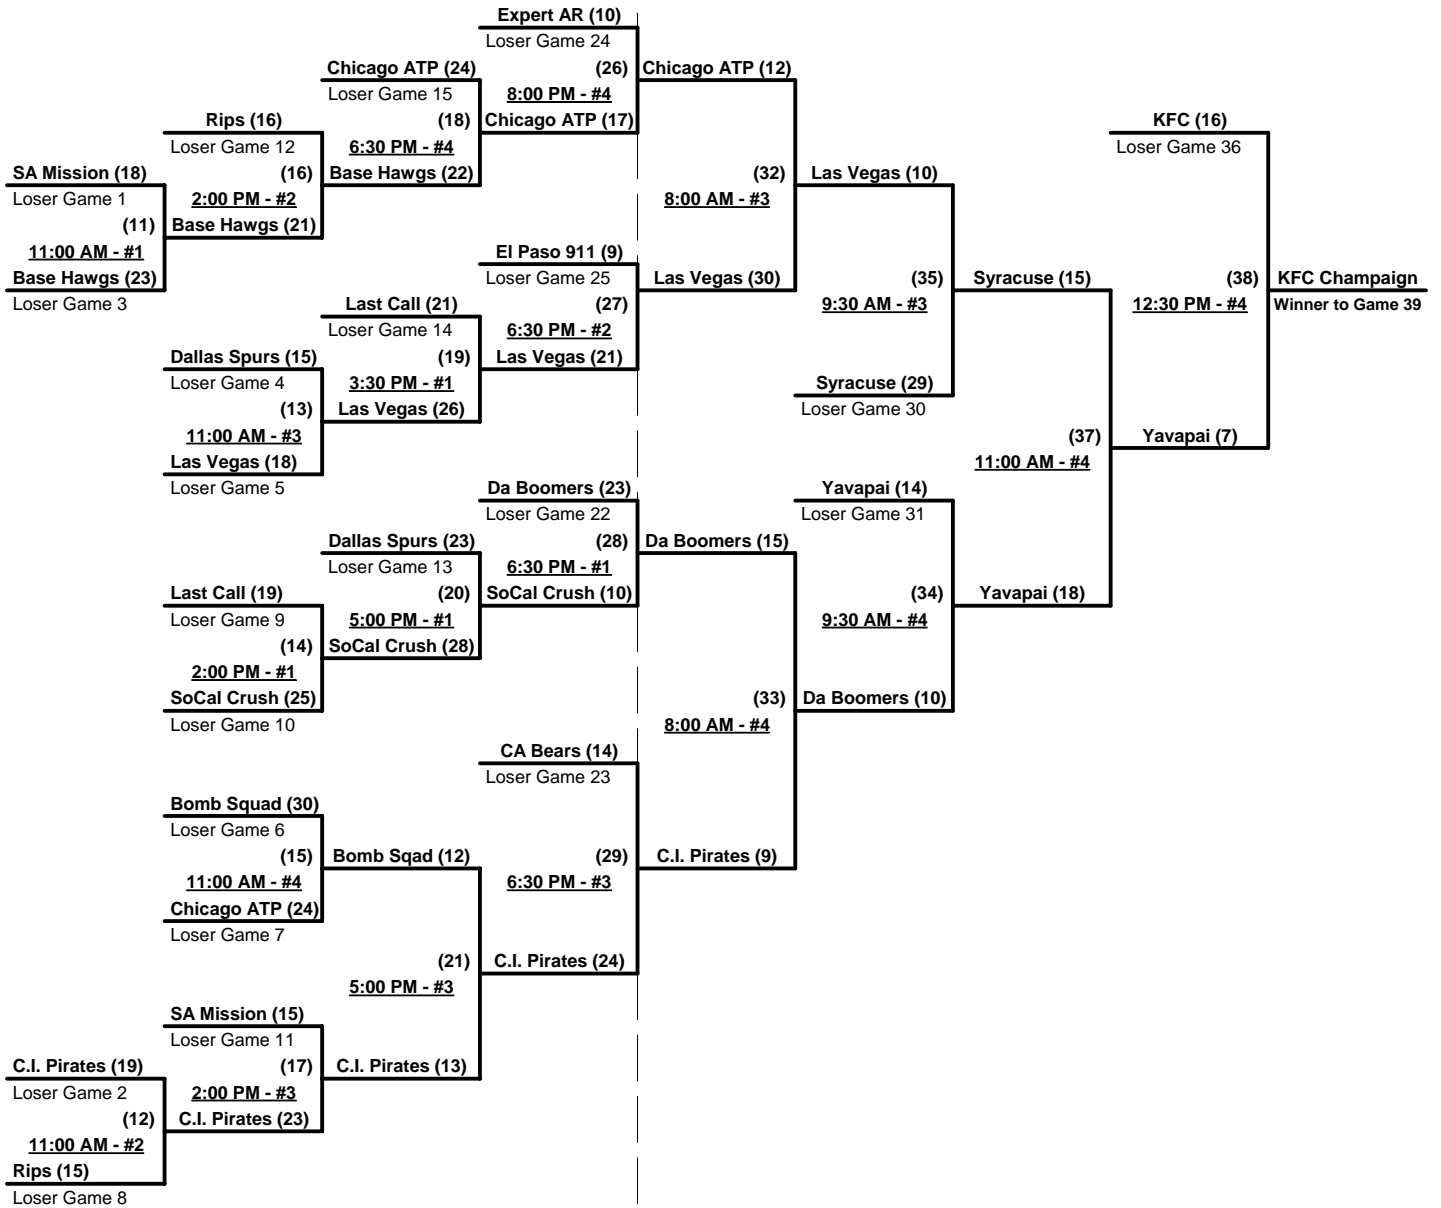 Expert AR (10)
Loser Game 24
Chicago ATP (24)
(26)
Chicago ATP (12)
Loser Game 15
8:00 PM - #4
Rips (16)
(18)
Chicago ATP (17)
KFC (16)
Loser Game 12
6:30 PM - #4
Loser Game 36
SA Mission (18)
(16)
Base Hawgs (22)
(32)
Las Vegas (10)
Loser Game 1
2:00 PM - #2
8:00 AM - #3
(11)
Base Hawgs (21)
11:00 AM - #1
El Paso 911 (9)
Base Hawgs (23)
Loser Game 25
Las Vegas (30)
(35)
Syracuse (15)
(38)
KFC Champaign
Loser Game 3
Last Call (21)
(27)
9:30 AM - #3
12:30 PM - #4
Winner to Game 39
Loser Game 14
6:30 PM - #2
Dallas Spurs (15)
(19)
Las Vegas (21)
Loser Game 4
3:30 PM - #1
Syracuse (29)
(13)
Las Vegas (26)
Loser Game 30
11:00 AM - #3
(37)
Yavapai (7)
Las Vegas (18)
11:00 AM - #4
Loser Game 5
Da Boomers (23)
Yavapai (14)
Loser Game 22
Loser Game 31
Dallas Spurs (23)
(28)
Da Boomers (15)
Loser Game 13
6:30 PM - #1
Last Call (19)
(20)
SoCal Crush (10)
(34)
Yavapai (18)
Loser Game 9
5:00 PM - #1
9:30 AM - #4
(14)
SoCal Crush (28)
2:00 PM - #1
SoCal Crush (25)
(33)
Da Boomers (10)
Loser Game 10
8:00 AM - #4
CA Bears (14)
Loser Game 23
Bomb Squad (30)
Loser Game 6
(15)
Bomb Sqad (12)
(29)
C.I. Pirates (9)
11:00 AM - #4
6:30 PM - #3
Chicago ATP (24)
Loser Game 7
(21)
C.I. Pirates (24)
5:00 PM - #3
SA Mission (15)
Loser Game 11
C.I. Pirates (19)
(17)
C.I. Pirates (13)
Loser Game 2
2:00 PM - #3
(12)
C.I. Pirates (23)
11:00 AM - #2
Rips (15)
Loser Game 8